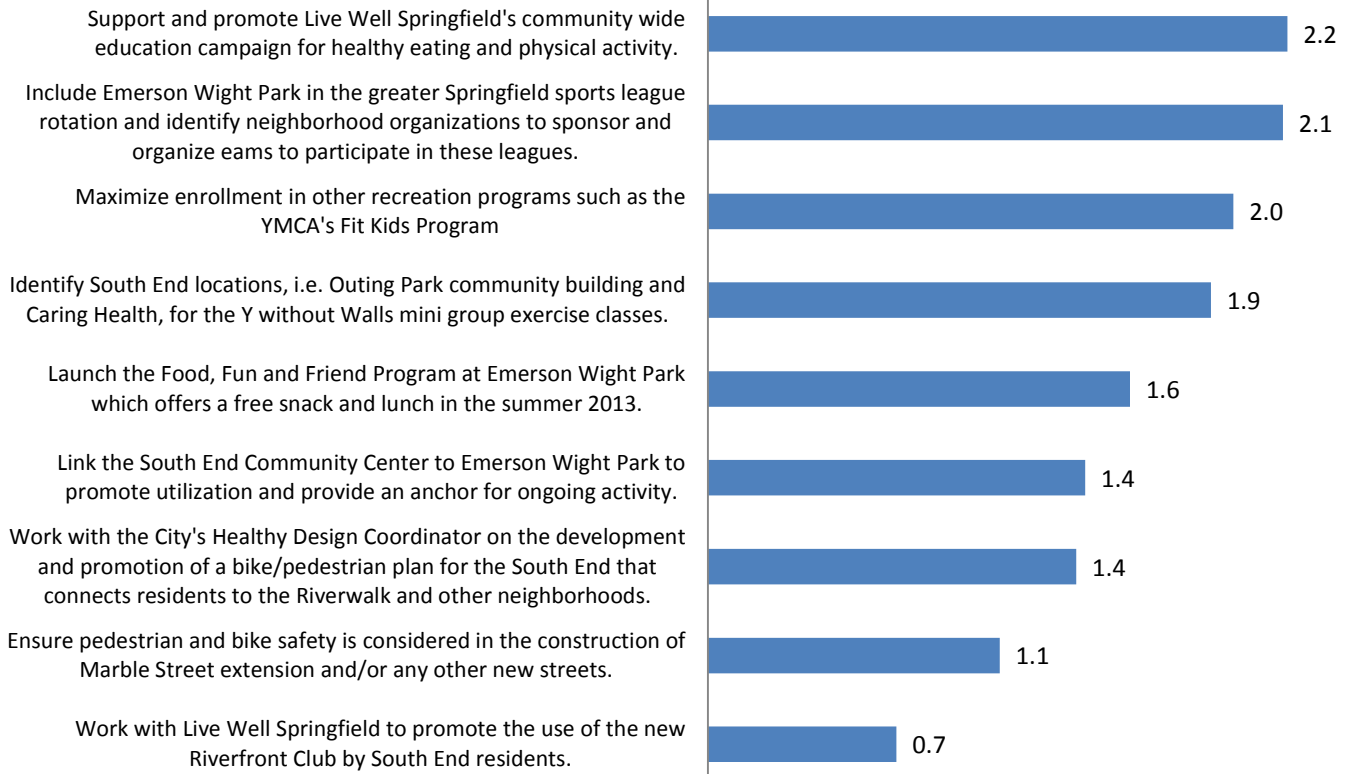 Support and promote Live Well Springfield's community wide
education campaign for healthy eating and physical activity.
2.2
Include Emerson Wight Park in the greater Springfield sports league
rotation and identify neighborhood organizations to sponsor and
organize eams to participate in these leagues.
2.1
Maximize enrollment in other recreation programs such as the
YMCA's Fit Kids Program
2.0
Identify South End locations, i.e. Outing Park community building and
Caring Health, for the Y without Walls mini group exercise classes.
1.9
Launch the Food, Fun and Friend Program at Emerson Wight Park
which offers a free snack and lunch in the summer 2013.
1.6
Link the South End Community Center to Emerson Wight Park to
promote utilization and provide an anchor for ongoing activity.
1.4
Work with the City's Healthy Design Coordinator on the development
and promotion of a bike/pedestrian plan for the South End that
connects residents to the Riverwalk and other neighborhoods.
1.4
Ensure pedestrian and bike safety is considered in the construction of
Marble Street extension and/or any other new streets.
1.1
Work with Live Well Springfield to promote the use of the new
Riverfront Club by South End residents.
0.7